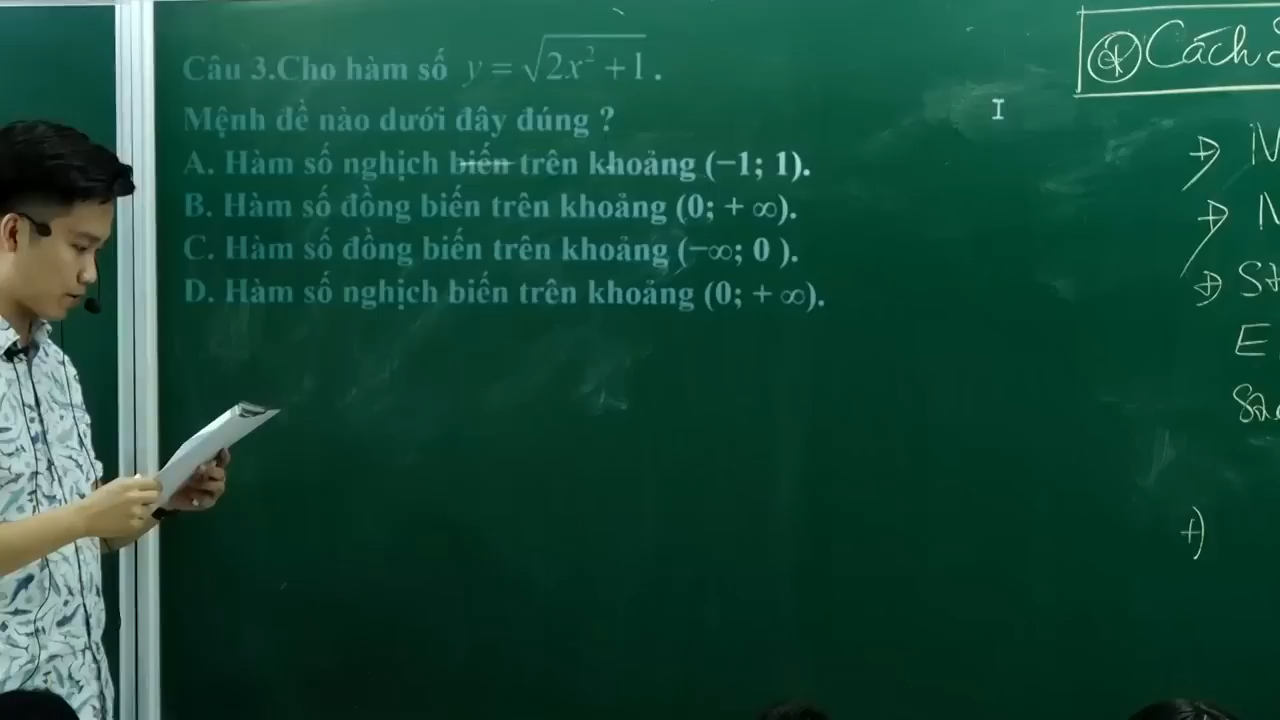 Câu 3.Cho hàm số y = √(2x² + 1) .
Mệnh đề nào dưới đây đúng ?
A. Hàm số nghịch biến trên khoảng (−1; 1).
B. Hàm số đồng biến trên khoảng (0; + ∞).
C. Hàm số đồng biến trên khoảng (−∞; 0 ).
D. Hàm số nghịch biến trên khoảng (0; + ∞).
Cách
+)
+)
+)
E
+)